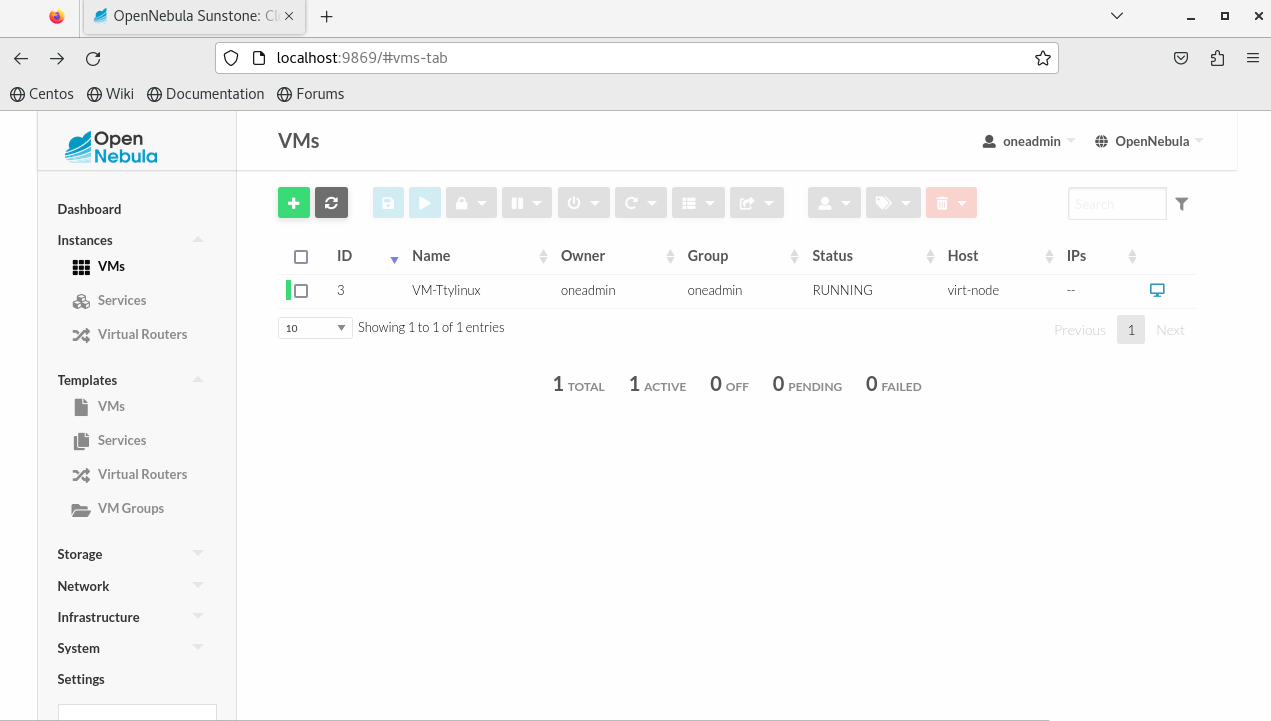 OpenNebula Sunstone: Cl
localhost:9869/#vms-tab
Centos Wiki Documentation Forums
Open
Nebula
VMs
oneadmin OpenNebula
Dashboard
Instances
VMs
Services
Virtual Routers
Templates
VMs
Services
Virtual Routers
VM Groups
Storage
Network
Infrastructure
System
Settings
Search
ID Name Owner Group Status Host IPs
3 VM-Ttylinux oneadmin oneadmin RUNNING virt-node --
10 Showing 1 to 1 of 1 entries
Previous 1 Next
1 TOTAL 1 ACTIVE 0 OFF 0 PENDING 0 FAILED